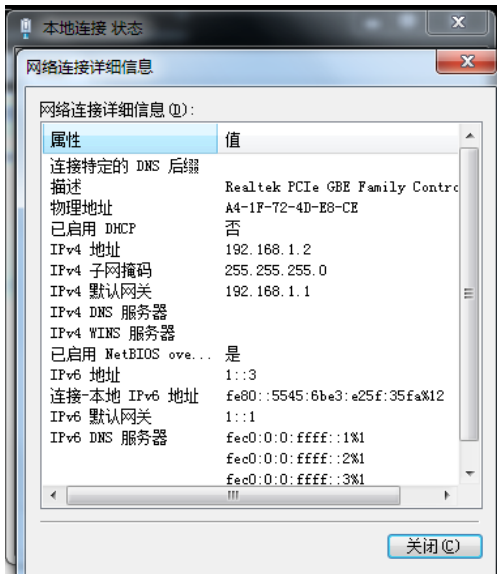 本地连接 状态
网络连接详细信息
网络连接详细信息(D):
属性 值
连接特定的 DNS 后缀
描述 Realtek PCIe GBE Family Contro
物理地址 A4-1F-72-4D-E8-CE
已启用 DHCP 否
IPv4 地址 192.168.1.2
IPv4 子网掩码 255.255.255.0
IPv4 默认网关 192.168.1.1
IPv4 DNS 服务器
IPv4 WINS 服务器
已启用 NetBIOS ove... 是
IPv6 地址 1::3
连接-本地 IPv6 地址 fe80::5545:6be3:e25f:35fa%12
IPv6 默认网关 1::1
IPv6 DNS 服务器 fec0:0:0:ffff::1%1
fec0:0:0:ffff::2%1
fec0:0:0:ffff::3%1
关闭(C)